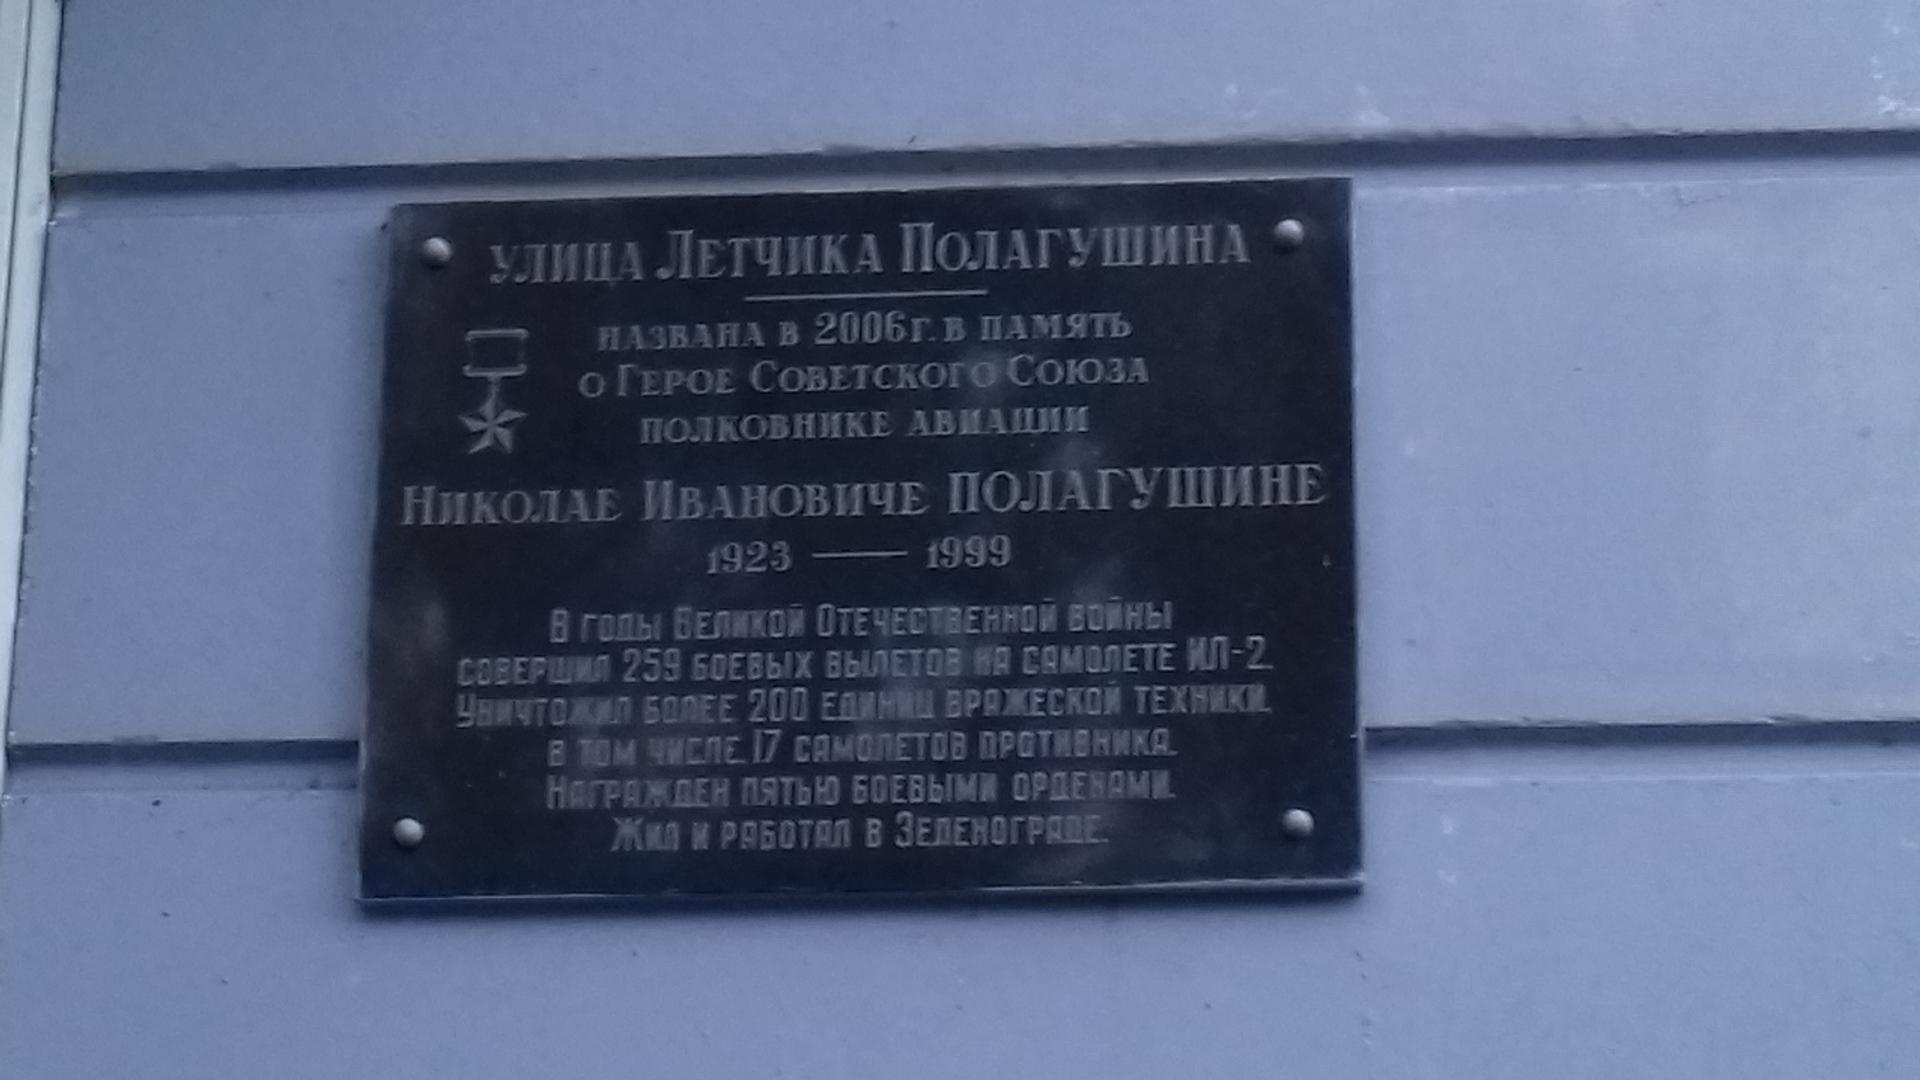 УЛИЦА ЛЕТЧИКА ПОЛАГУШИНА
НАЗВАНА В 2006 Г. В ПАМЯТЬ
О ГЕРОЕ СОВЕТСКОГО СОЮЗА
ПОЛКОВНИКЕ АВИАЦИИ
НИКОЛАЕ ИВАНОВИЧЕ ПОЛАГУШИНЕ
1923 — 1999
В ГОДЫ ВЕЛИКОЙ ОТЕЧЕСТВЕННОЙ ВОЙНЫ
СОВЕРШИЛ 259 БОЕВЫХ ВЫЛЕТОВ НА САМОЛЕТЕ ИЛ-2.
УНИЧТОЖИЛ БОЛЕЕ 200 ЕДИНИЦ ВРАЖЕСКОЙ ТЕХНИКИ,
В ТОМ ЧИСЛЕ 17 САМОЛЕТОВ ПРОТИВНИКА.
НАГРАЖДЕН ПЯТЬЮ БОЕВЫМИ ОРДЕНАМИ.
ЖИЛ И РАБОТАЛ В ЗЕЛЕНОГРАДЕ.